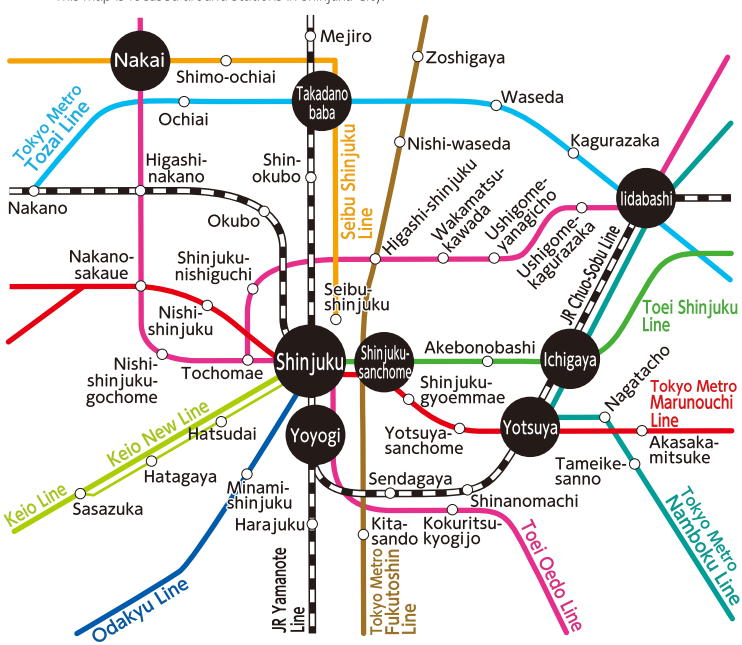 This map is focused around stations in Shinjuku City.
Mejiro
Nakai
Shimo-ochiai
Zoshigaya
Takadano
baba
Tokyo Metro
Tozai Line
Ochiai
Waseda
Kagurazaka
Nishi-waseda
Higashi-
nakano
Shin-
okubo
Seibu Shinjuku
Line
Higashi-shinjuku
Wakamatsu-
kawada
Ushigome-
yanagicho
Ushigome-
kagurazaka
Iidabashi
Nakano
Okubo
JR Chuo-Sobu Line
Nakano-
sakaue
Shinjuku-
nishiguchi
Seibu-
shinjuku
Nishi-
shinjuku
Toei Shinjuku
Line
Shinjuku
Shinjuku-
sanchome
Akebonobashi
Ichigaya
Nishi-
shinjuku-
gochome
Tochomae
Shinjuku-
gyoemmae
Nagatacho
Tokyo Metro
Marunouchi
Line
Keio New Line
Hatsudai
Yoyogi
Yotsuya-
sanchome
Yotsuya
Akasaka-
mitsuke
Hatagaya
Tameike-
sanno
Keio Line
Sasazuka
Minami-
shinjuku
Sendagaya
Shinanomachi
Harajuku
Kita-
sando
Kokuritsu-
kyogijo
Tokyo Metro
Namboku Line
Odakyu Line
JR Yamanote
Line
Tokyo Metro
Fukutoshin
Line
Toei Oedo Line